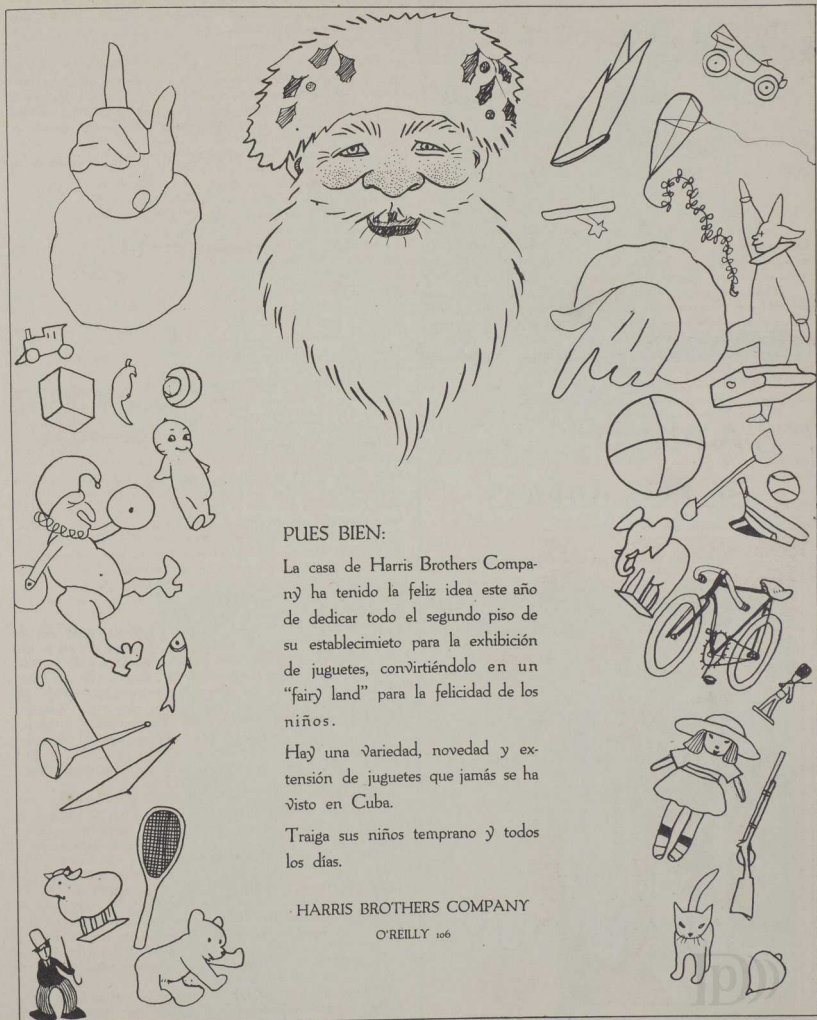 PUES BIEN:
La casa de Harris Brothers Compa-
ny ha tenido la feliz idea este año
de dedicar todo el segundo piso de
su establecimieto para la exhibición
de juguetes, convirtiéndolo en un
“fairy land” para la felicidad de los
niños.
Hay una variedad, novedad y ex-
tensión de juguetes que jamás se ha
visto en Cuba.
Traiga sus niños temprano y todos
los días.
HARRIS BROTHERS COMPANY
O'REILLY 106